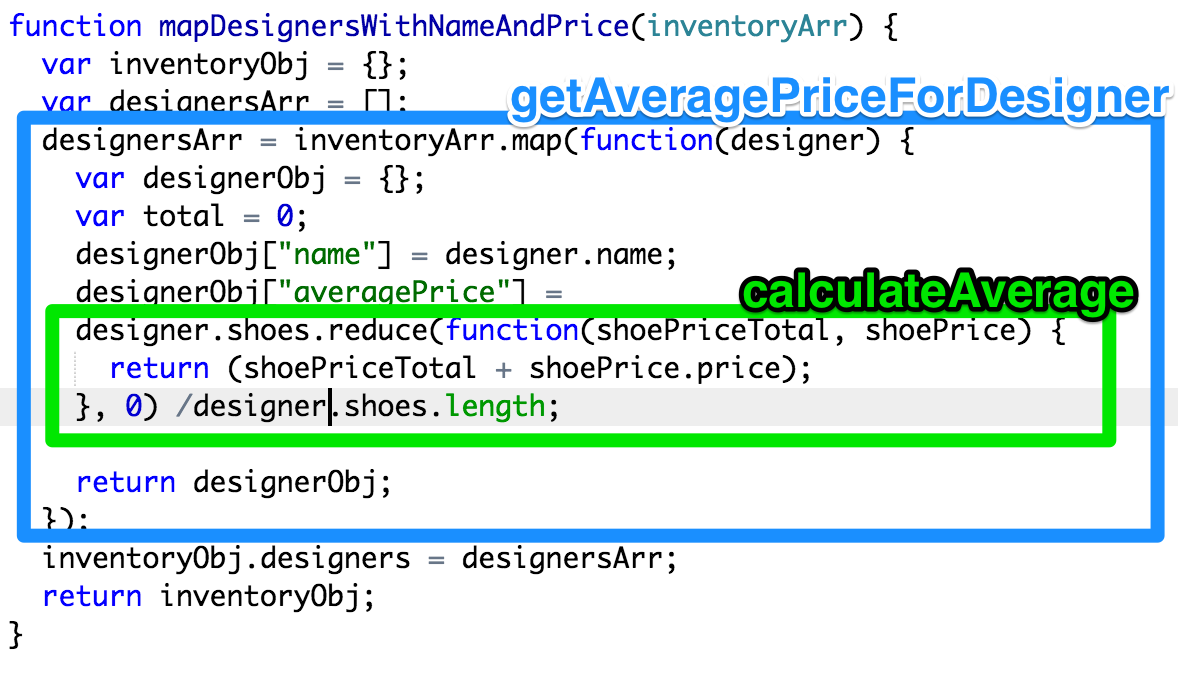 function mapDesignersWithNameAndPrice(inventoryArr) {
var inventoryObj = {};
var designersArr = [];
getAveragePriceForDesigner
designersArr = inventoryArr.map(function(designer) {
var designerObj = {};
var total = 0;
designerObj["name"] = designer.name;
designerObj["averagePrice"] =
calculateAverage
designer.shoes.reduce(function(shoePriceTotal, shoePrice) {
return (shoePriceTotal + shoePrice.price);
}, 0) /designer.shoes.length;
return designerObj;
});
inventoryObj.designers = designersArr;
return inventoryObj;
}